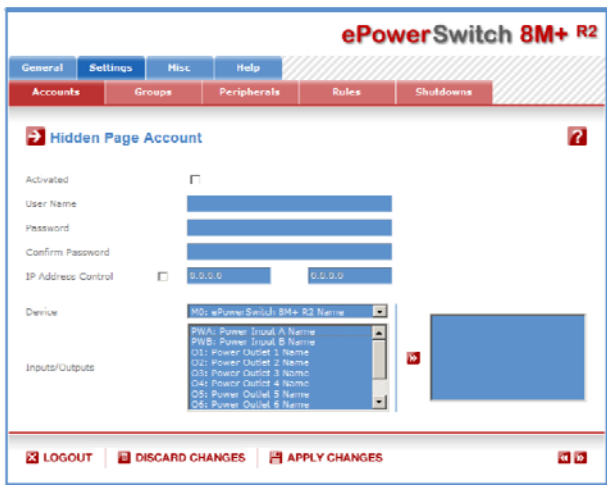 ePowerSwitch 8M+ R2
General Settings Misc Help
Accounts Groups Peripherals Rules Shutdowns
Hidden Page Account ?
Activated
User Name
Password
Confirm Password
IP Address Control 0.0.0.0 0.0.0.0
Device M0: ePowerSwitch 8M+ R2 Name
Inputs/Outputs
PWA: Power Input A Name
PWB: Power Input B Name
O1: Power Outlet 1 Name
O2: Power Outlet 2 Name
O3: Power Outlet 3 Name
O4: Power Outlet 4 Name
O5: Power Outlet 5 Name
O6: Power Outlet 6 Name
LOGOUT DISCARD CHANGES APPLY CHANGES